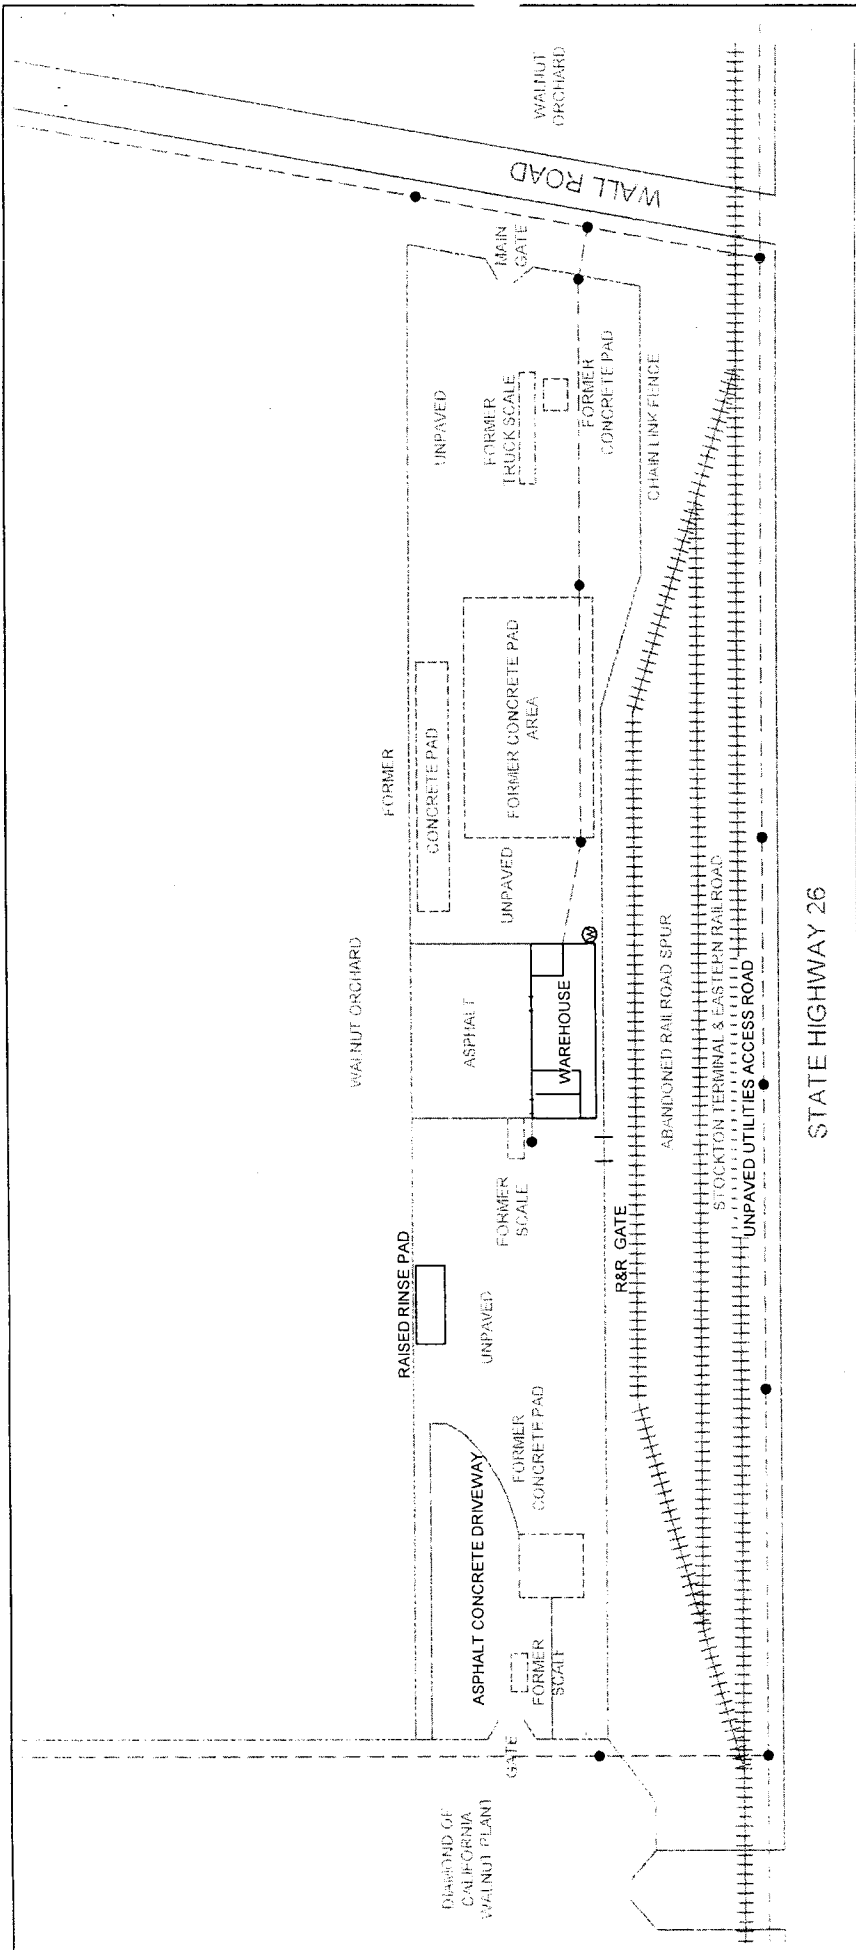 DIAMOND OF
CALIFORNIA
WALNUT PLANT
GATE
ASPHALT CONCRETE DRIVEWAY
FORMER
SCALE
FORMER
CONCRETE PAD
RAISED RINSE PAD
UNPAVED
FORMER
SCALE
R&R GATE
WALNUT ORCHARD
ASPHALT
WAREHOUSE
W
UNPAVED
FORMER
CONCRETE PAD
FORMER CONCRETE PAD
AREA
UNPAVED
FORMER
TRUCK SCALE
FORMER
CONCRETE PAD
MAIN
GATE
CHAIN LINK FENCE
WALL ROAD
WALNUT
ORCHARD
ABANDONED RAILROAD SPUR
STOCKTON TERMINAL & EASTERN RAILROAD
UNPAVED UTILITIES ACCESS ROAD
STATE HIGHWAY 26